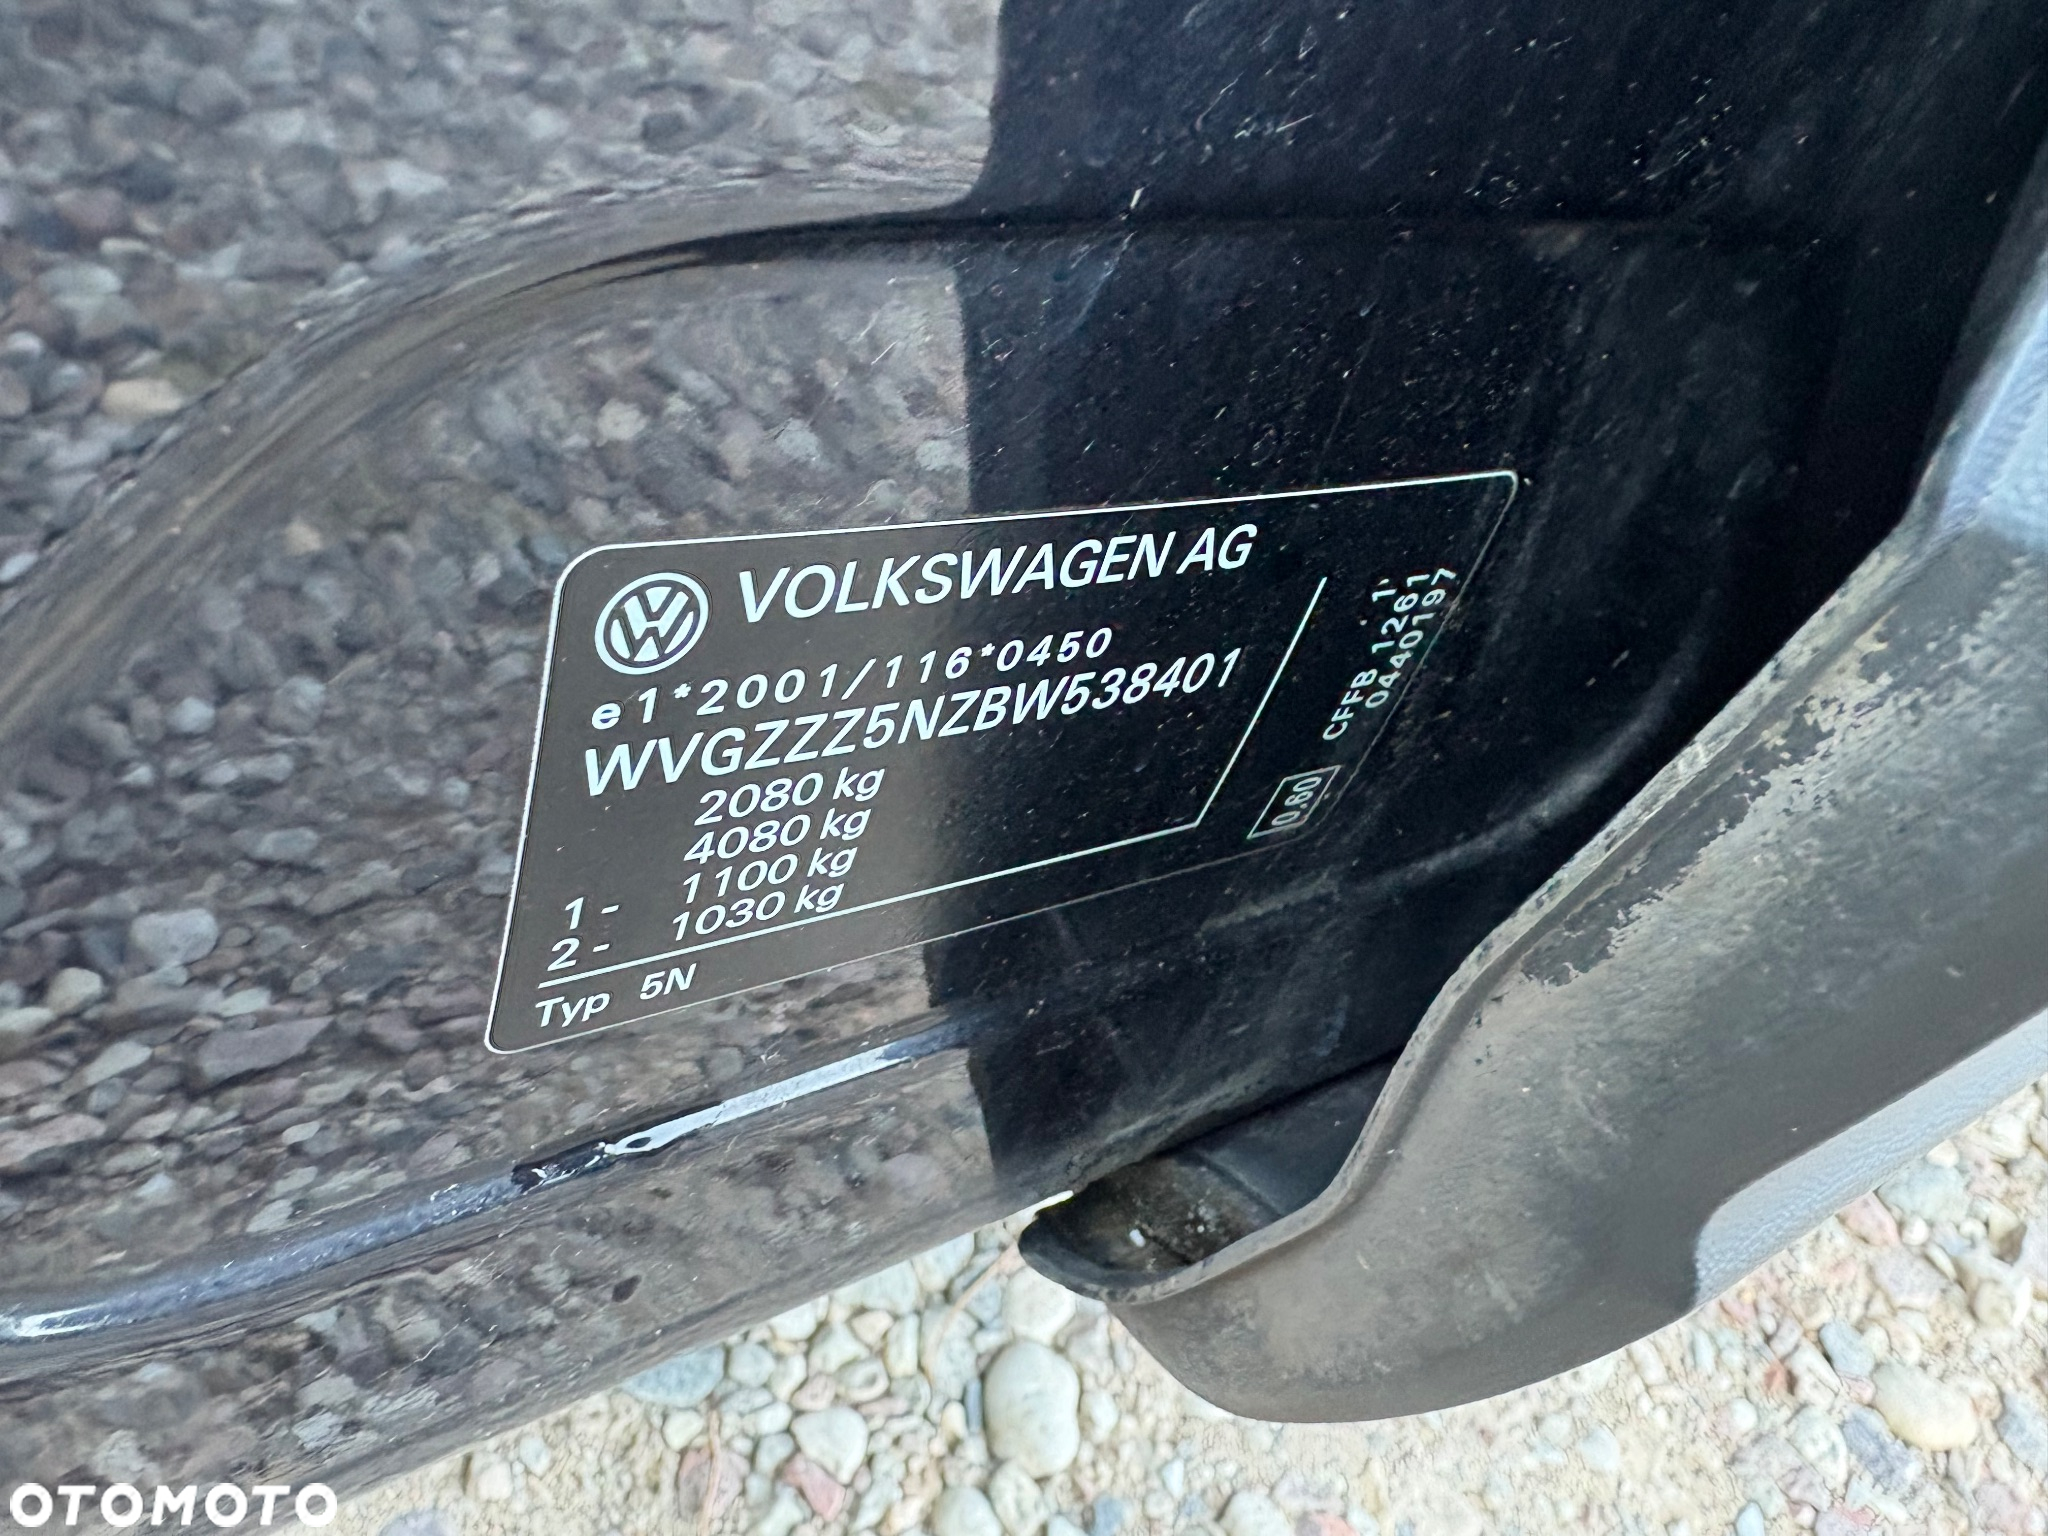 VOLKSWAGEN AG
e1*2001/116*0450
WVGZZZ5NZBW538401
2080 kg
4080 kg
1- 1100 kg
2- 1030 kg
Typ 5N
0.60
CFFB 1261 1'
0440197
OTOMOTO